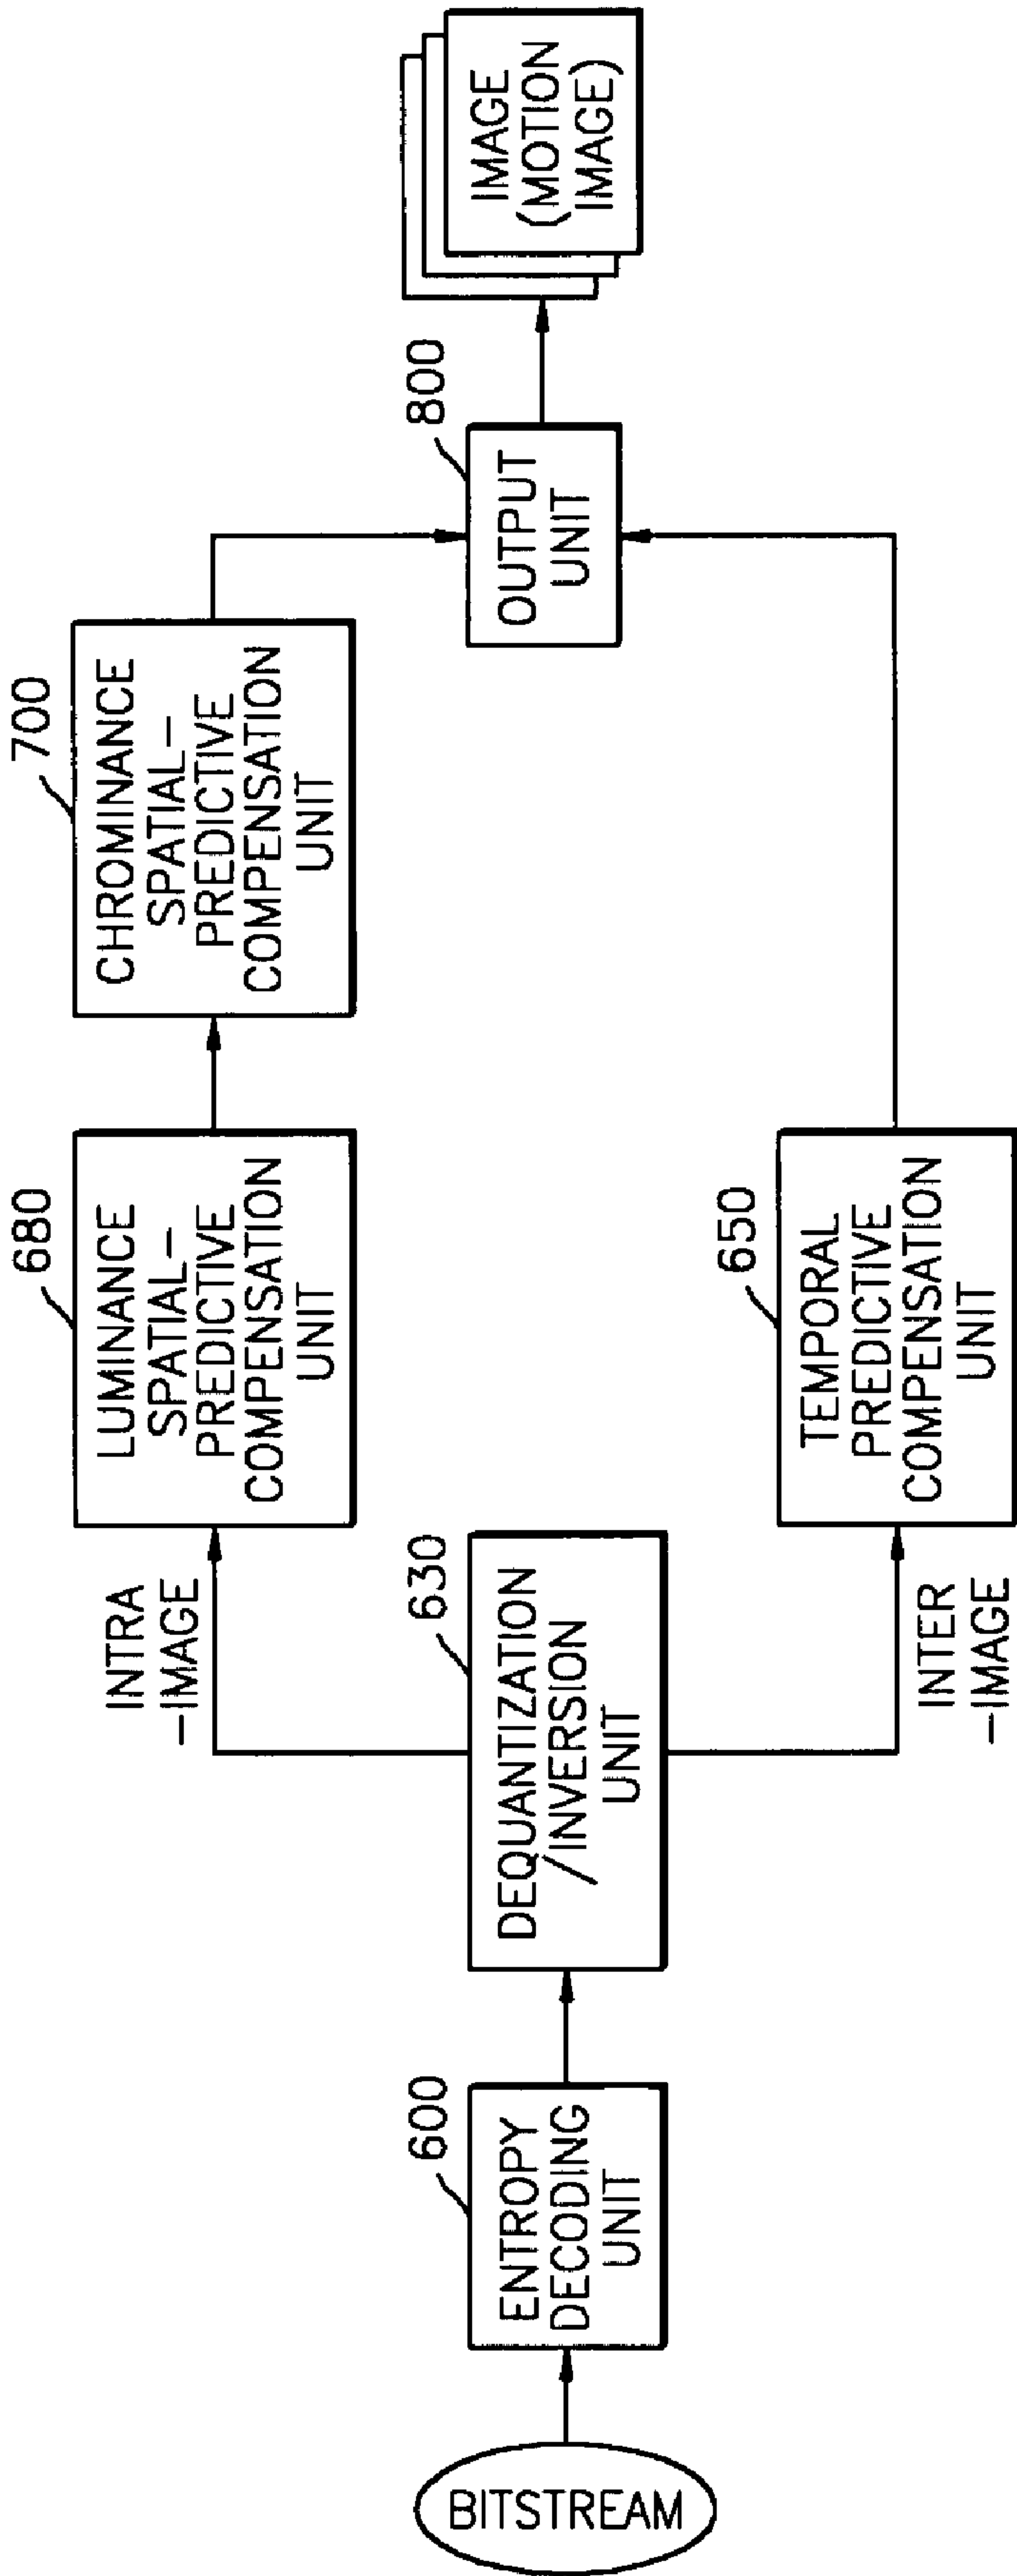 BITSTREAM
600
ENTROPY
DECODING
UNIT
630
DEQUANTIZATION
/INVERSION
UNIT
INTRA
-IMAGE
680
LUMINANCE
SPATIAL-
PREDICTIVE
COMPENSATION
UNIT
700
CHROMINANCE
SPATIAL-
PREDICTIVE
COMPENSATION
UNIT
INTER
-IMAGE
650
TEMPORAL
PREDICTIVE
COMPENSATION
UNIT
800
OUTPUT
UNIT
IMAGE
(MOTION
IMAGE)